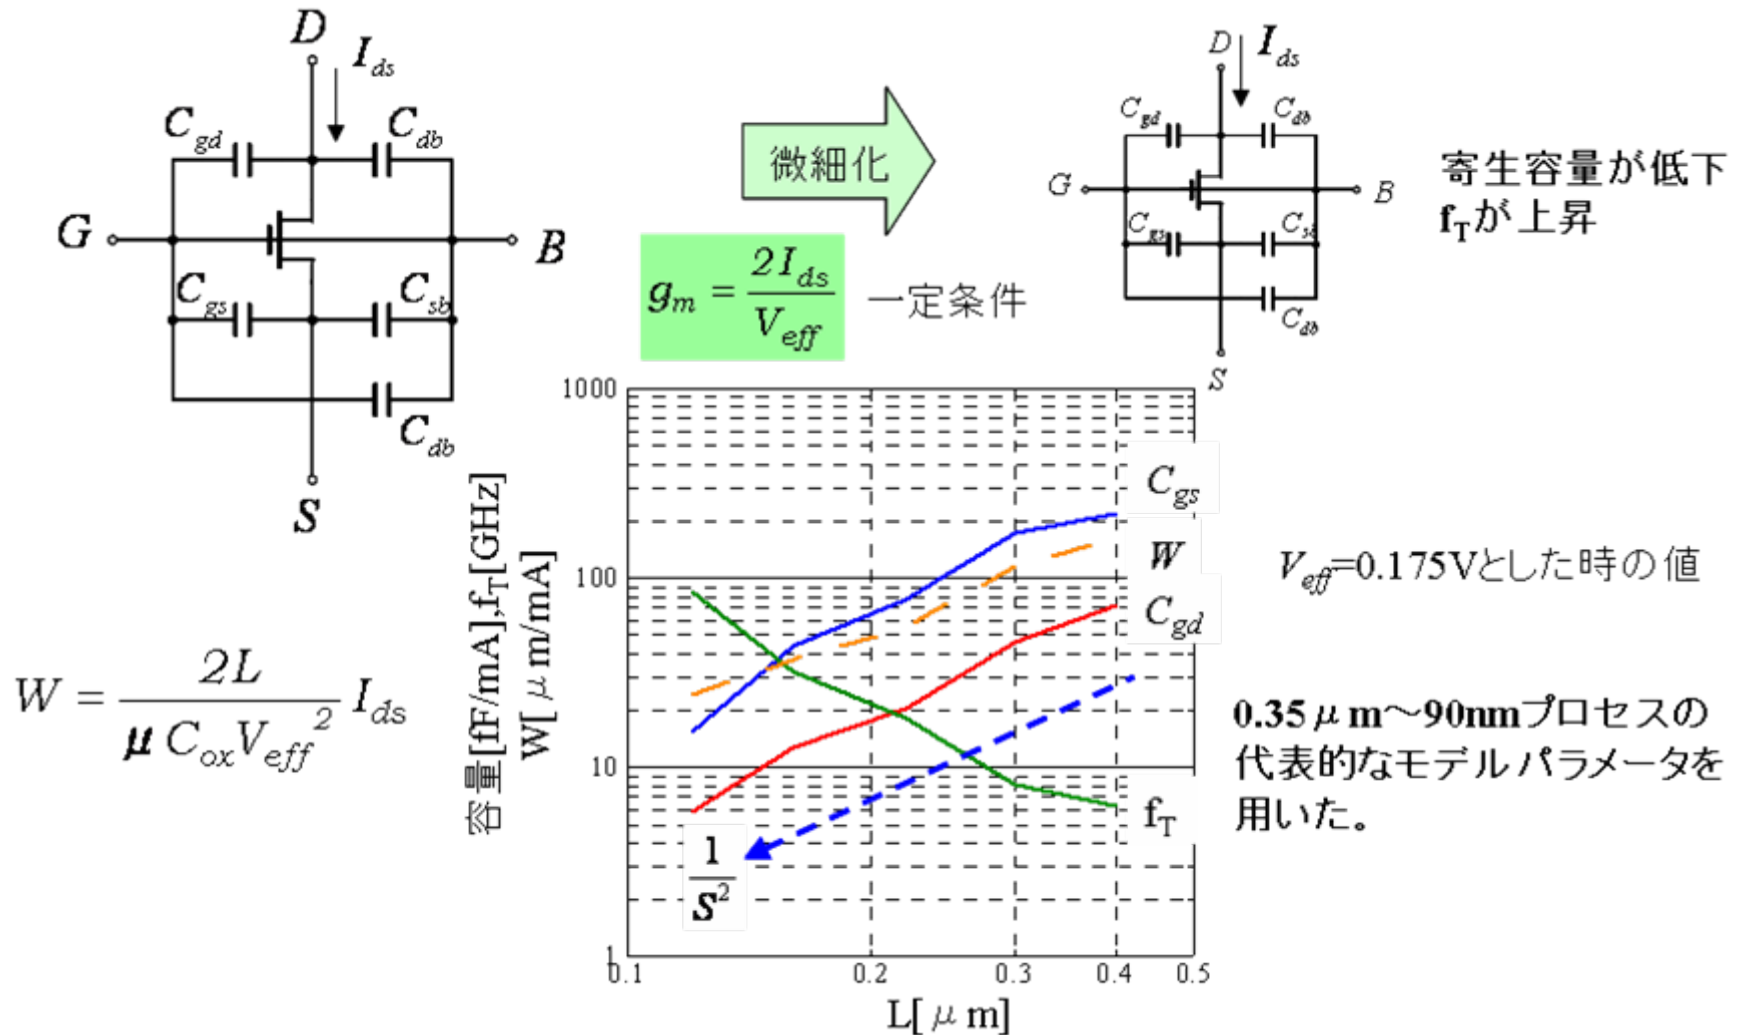 D
I_ds
C_gd
C_db
G
B
C_gs
C_sb
C_db
S
微細化
g_m = 2I_ds / V_eff
一定条件
D
I_ds
C_gd
C_db
G
B
C_gs
C_sb
C_db
S
寄生容量が低下
f_Tが上昇
W = 2L / μ C_ox V_eff^2 I_ds
容量[fF/mA],f_T[GHz]
W[μm/mA]
1000
100
10
1
0.1
0.2
0.3
0.4
0.5
L[μm]
C_gs
W
C_gd
f_T
1/S^2
V_eff=0.175Vとした時の値
0.35μm～90nmプロセスの
代表的なモデルパラメータを
用いた。